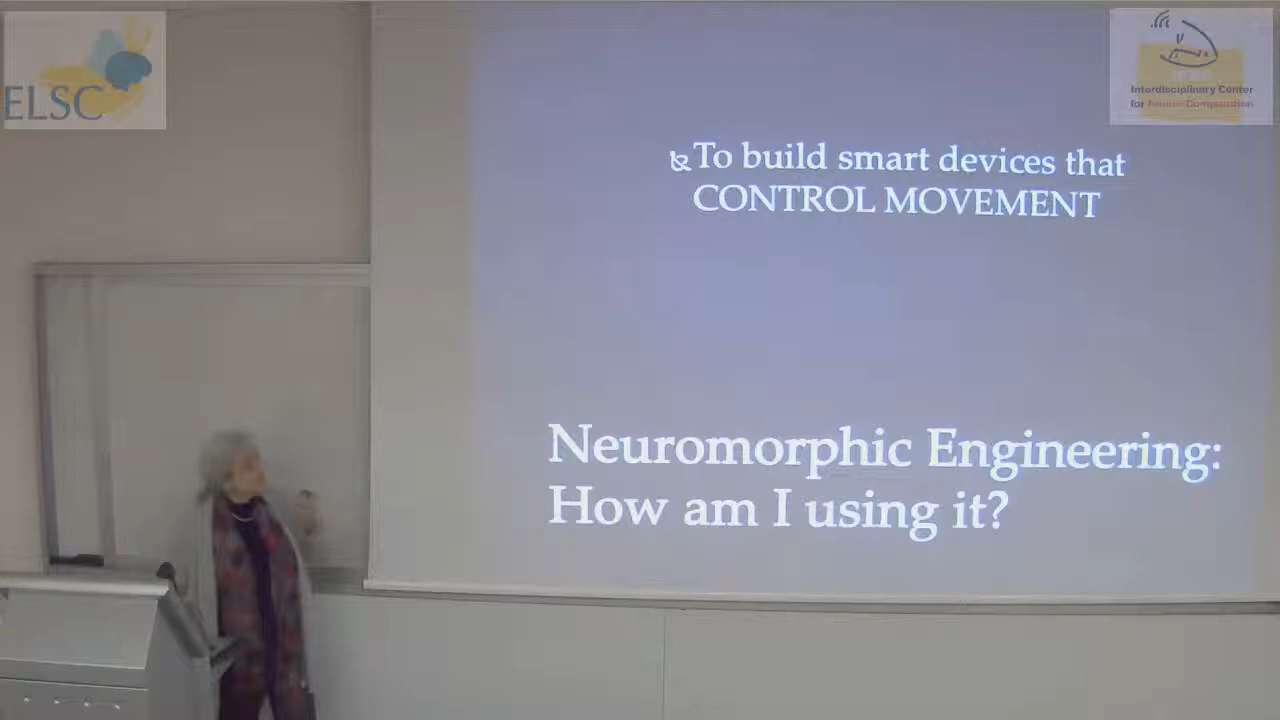 ELSC
Interdisciplinary Center
for Neural Computation
To build smart devices that
CONTROL MOVEMENT
Neuromorphic Engineering:
How am I using it?